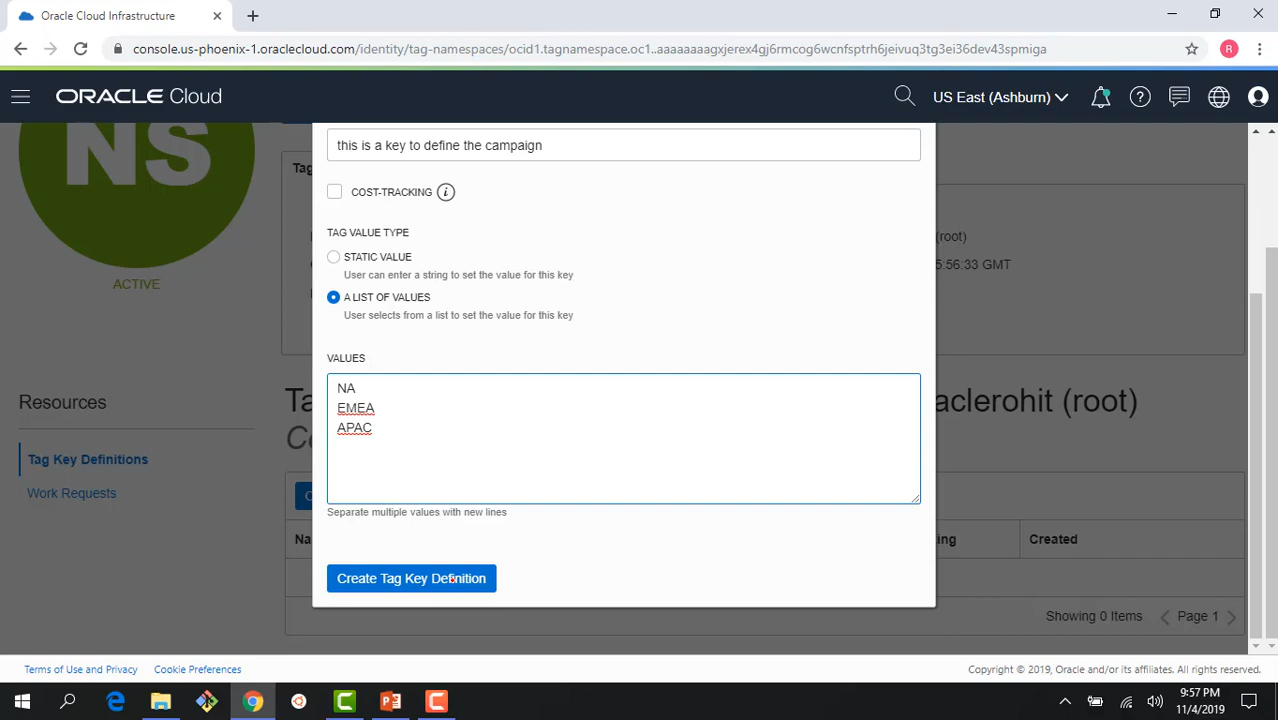 Oracle Cloud Infrastructure
console.us-phoenix-1.oraclecloud.com/identity/tag-namespaces/ocid1.tagnamespace.oc1..aaaaaaaagxjerex4gj6rmcog6wcnfsptrh6jeivuq3tg3ei36dev43spmiga
R
ORACLE Cloud
US East (Ashburn)
NS
ACTIVE
this is a key to define the campaign
Tag
COST-TRACKING
TAG VALUE TYPE
STATIC VALUE
User can enter a string to set the value for this key
A LIST OF VALUES
User selects from a list to set the value for this key
(root)
5:56:33 GMT
VALUES
NA
EMEA
APAC
Separate multiple values with new lines
Create Tag Key Definition
Resources
Tag Key Definitions
Work Requests
Ta
aclerohit (root)
Co
C
Na
ing
Created
Showing 0 Items
Page 1
Terms of Use and Privacy
Cookie Preferences
Copyright © 2019, Oracle and/or its affiliates. All rights reserved.
9:57 PM
11/4/2019